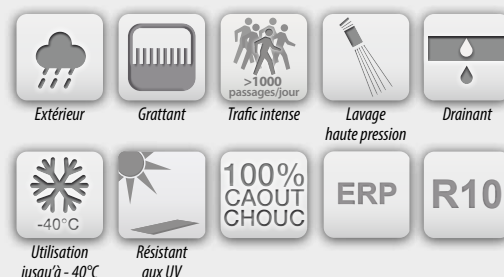 >1000
passages/jour
Extérieur
Grattant
Trafic intense
Lavage
haute pression
Drainant
-40°C
100%
CAOUT
CHOUC
ERP
R10
Utilisation
jusqu'à - 40°C
Résistant
aux UV